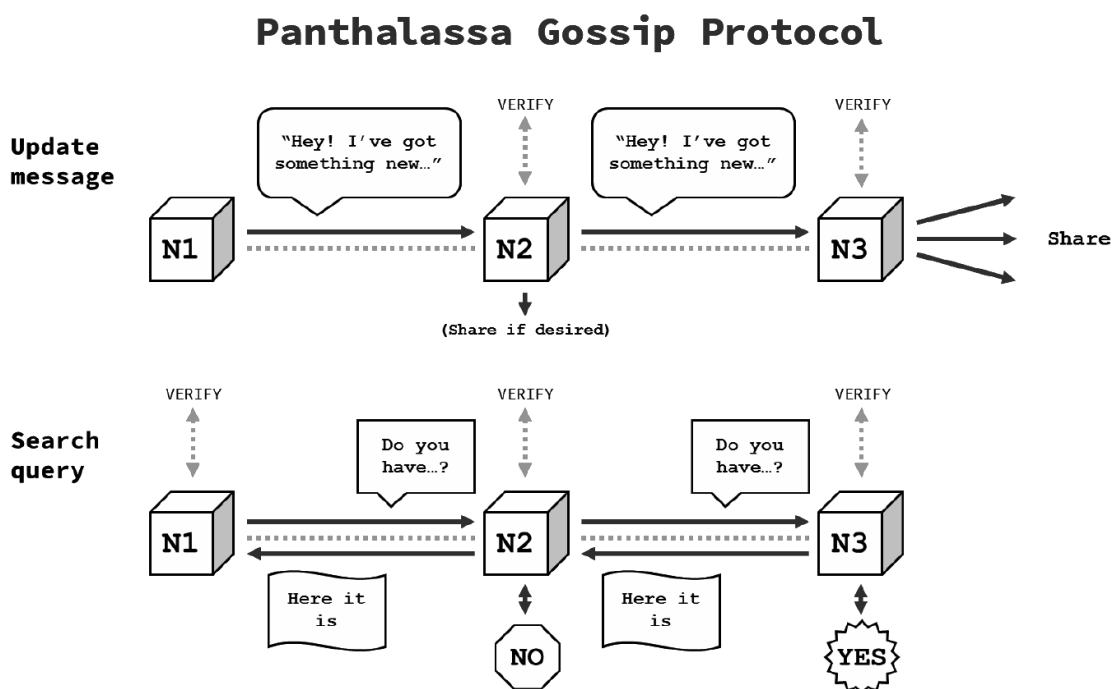 Panthalassa Gossip Protocol
Update
message
VERIFY
VERIFY
“Hey! I’ve got
something new…”
“Hey! I’ve got
something new…”
N1
N2
N3
Share
(Share if desired)
Search
query
VERIFY
VERIFY
VERIFY
Do you
have…?
Do you
have…?
N1
N2
N3
Here it
is
Here it
is
NO
YES